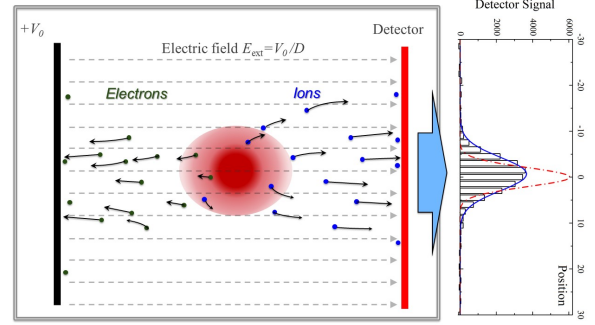 +V0
Detector
Electric field Eext=V0/D
Electrons
Ions
Detector Signal
0
2000
4000
6000
-30
-20
-10
0
10
20
30
Position